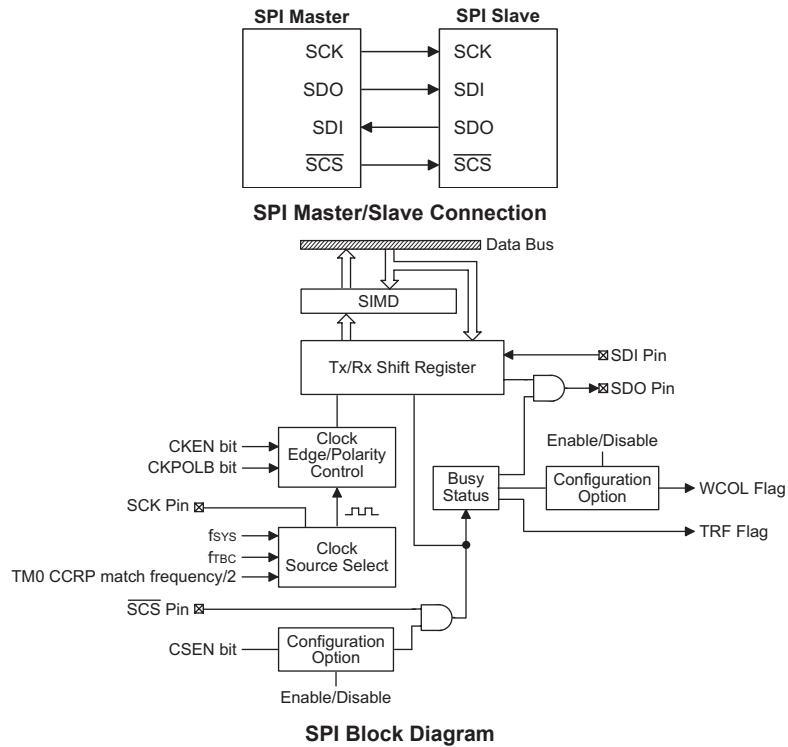 SPI Master
SPI Slave
SCK
SCK
SDO
SDI
SDI
SDO
SCS
SCS
SPI Master/Slave Connection
Data Bus
SIMD
Tx/Rx Shift Register
SDI Pin
SDO Pin
CKEN bit
CKPOLB bit
Clock
Edge/Polarity
Control
Busy
Status
Enable/Disable
Configuration
Option
WCOL Flag
TRF Flag
SCK Pin
fSYS
fTBC
TM0 CCRP match frequency/2
Clock
Source Select
SCS Pin
CSEN bit
Configuration
Option
Enable/Disable
SPI Block Diagram